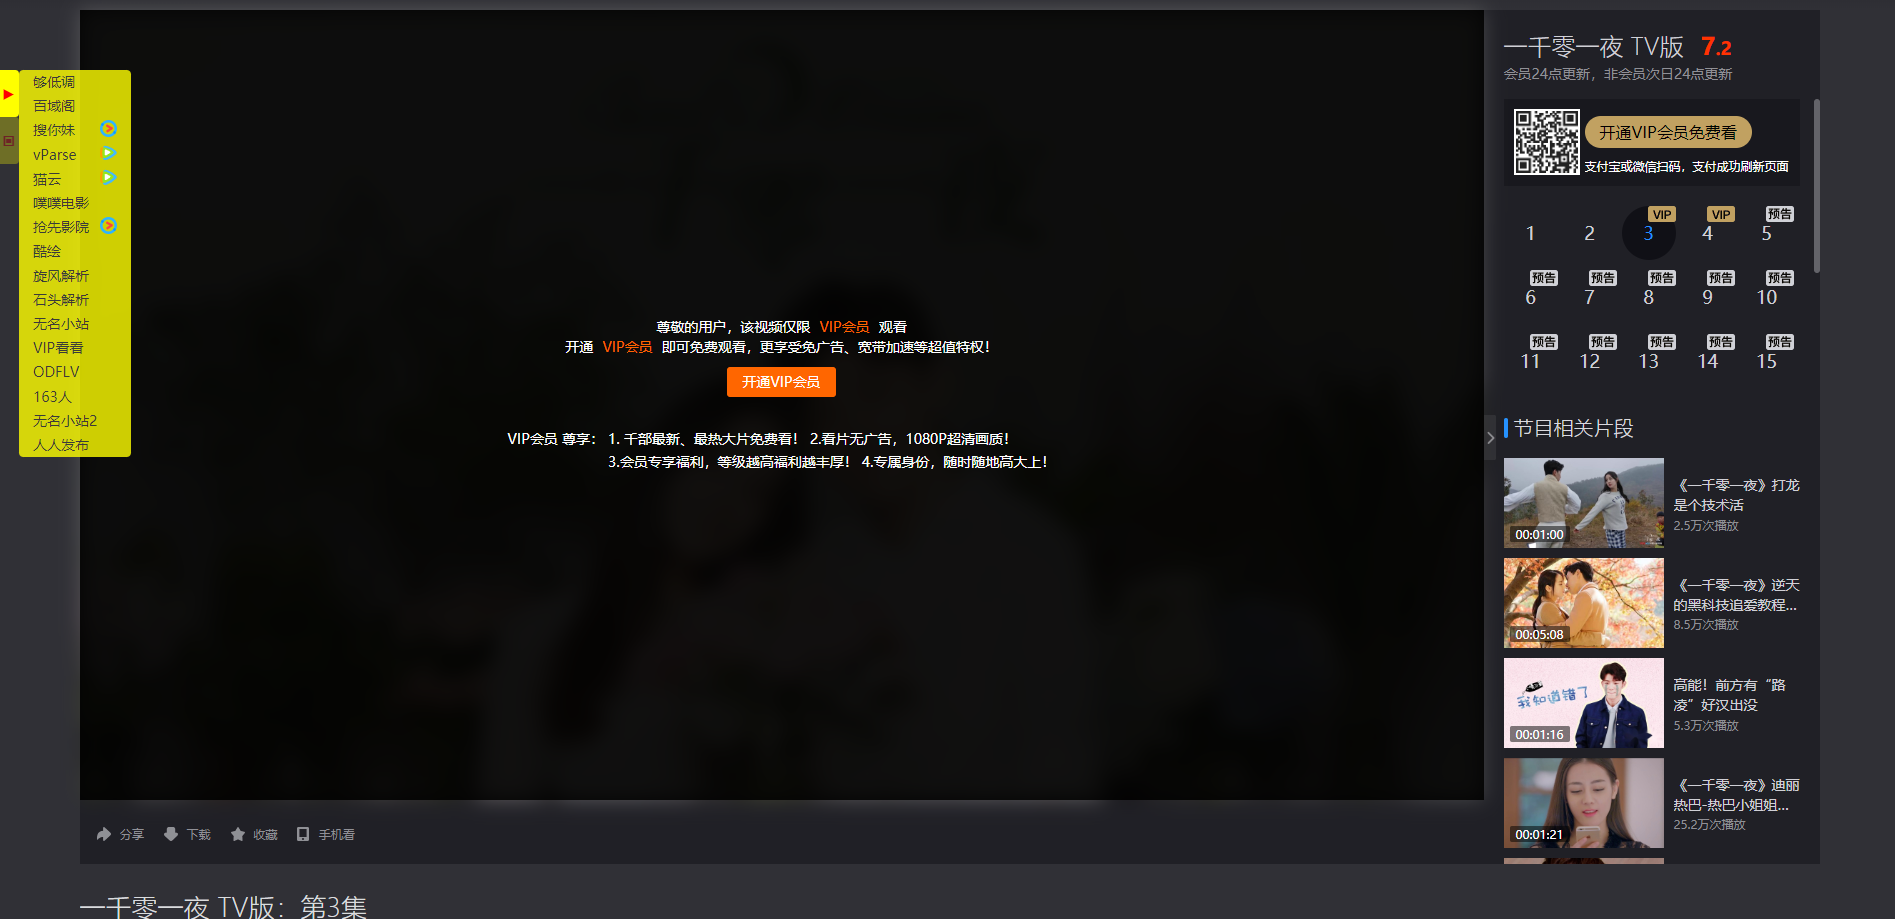 够低调
百域阁
搜你妹
vParse
猫云
噗噗电影
抢先影院
酷绘
旋风解析
石头解析
无名小站
VIP看看
ODFLV
163人
无名小站2
人人发布
尊敬的用户，该视频仅限 VIP会员 观看
开通 VIP会员 即可免费观看，更享受免广告、宽带加速等超值特权！
开通VIP会员
VIP会员 尊享： 1. 千部最新、最热大片免费看！ 2.看片无广告，1080P超清画质！
3.会员专享福利，等级越高福利越丰厚！ 4.专属身份，随时随地高大上！
分享 下载 收藏 手机看
一千零一夜 TV版：第3集
一千零一夜 TV版 7.2
会员24点更新，非会员次日24点更新
开通VIP会员免费看
支付宝或微信扫码，支付成功刷新页面
VIP VIP 预告
1 2 3 4 5
预告 预告 预告 预告 预告
6 7 8 9 10
预告 预告 预告 预告 预告
11 12 13 14 15
节目相关片段
00:01:00
《一千零一夜》打龙
是个技术活
2.5万次播放
00:05:08
《一千零一夜》逆天
的黑科技追爱教程...
8.5万次播放
我知道错了
00:01:16
高能！前方有“路
凌”好汉出没
5.3万次播放
00:01:21
《一千零一夜》迪丽
热巴-热巴小姐姐...
25.2万次播放